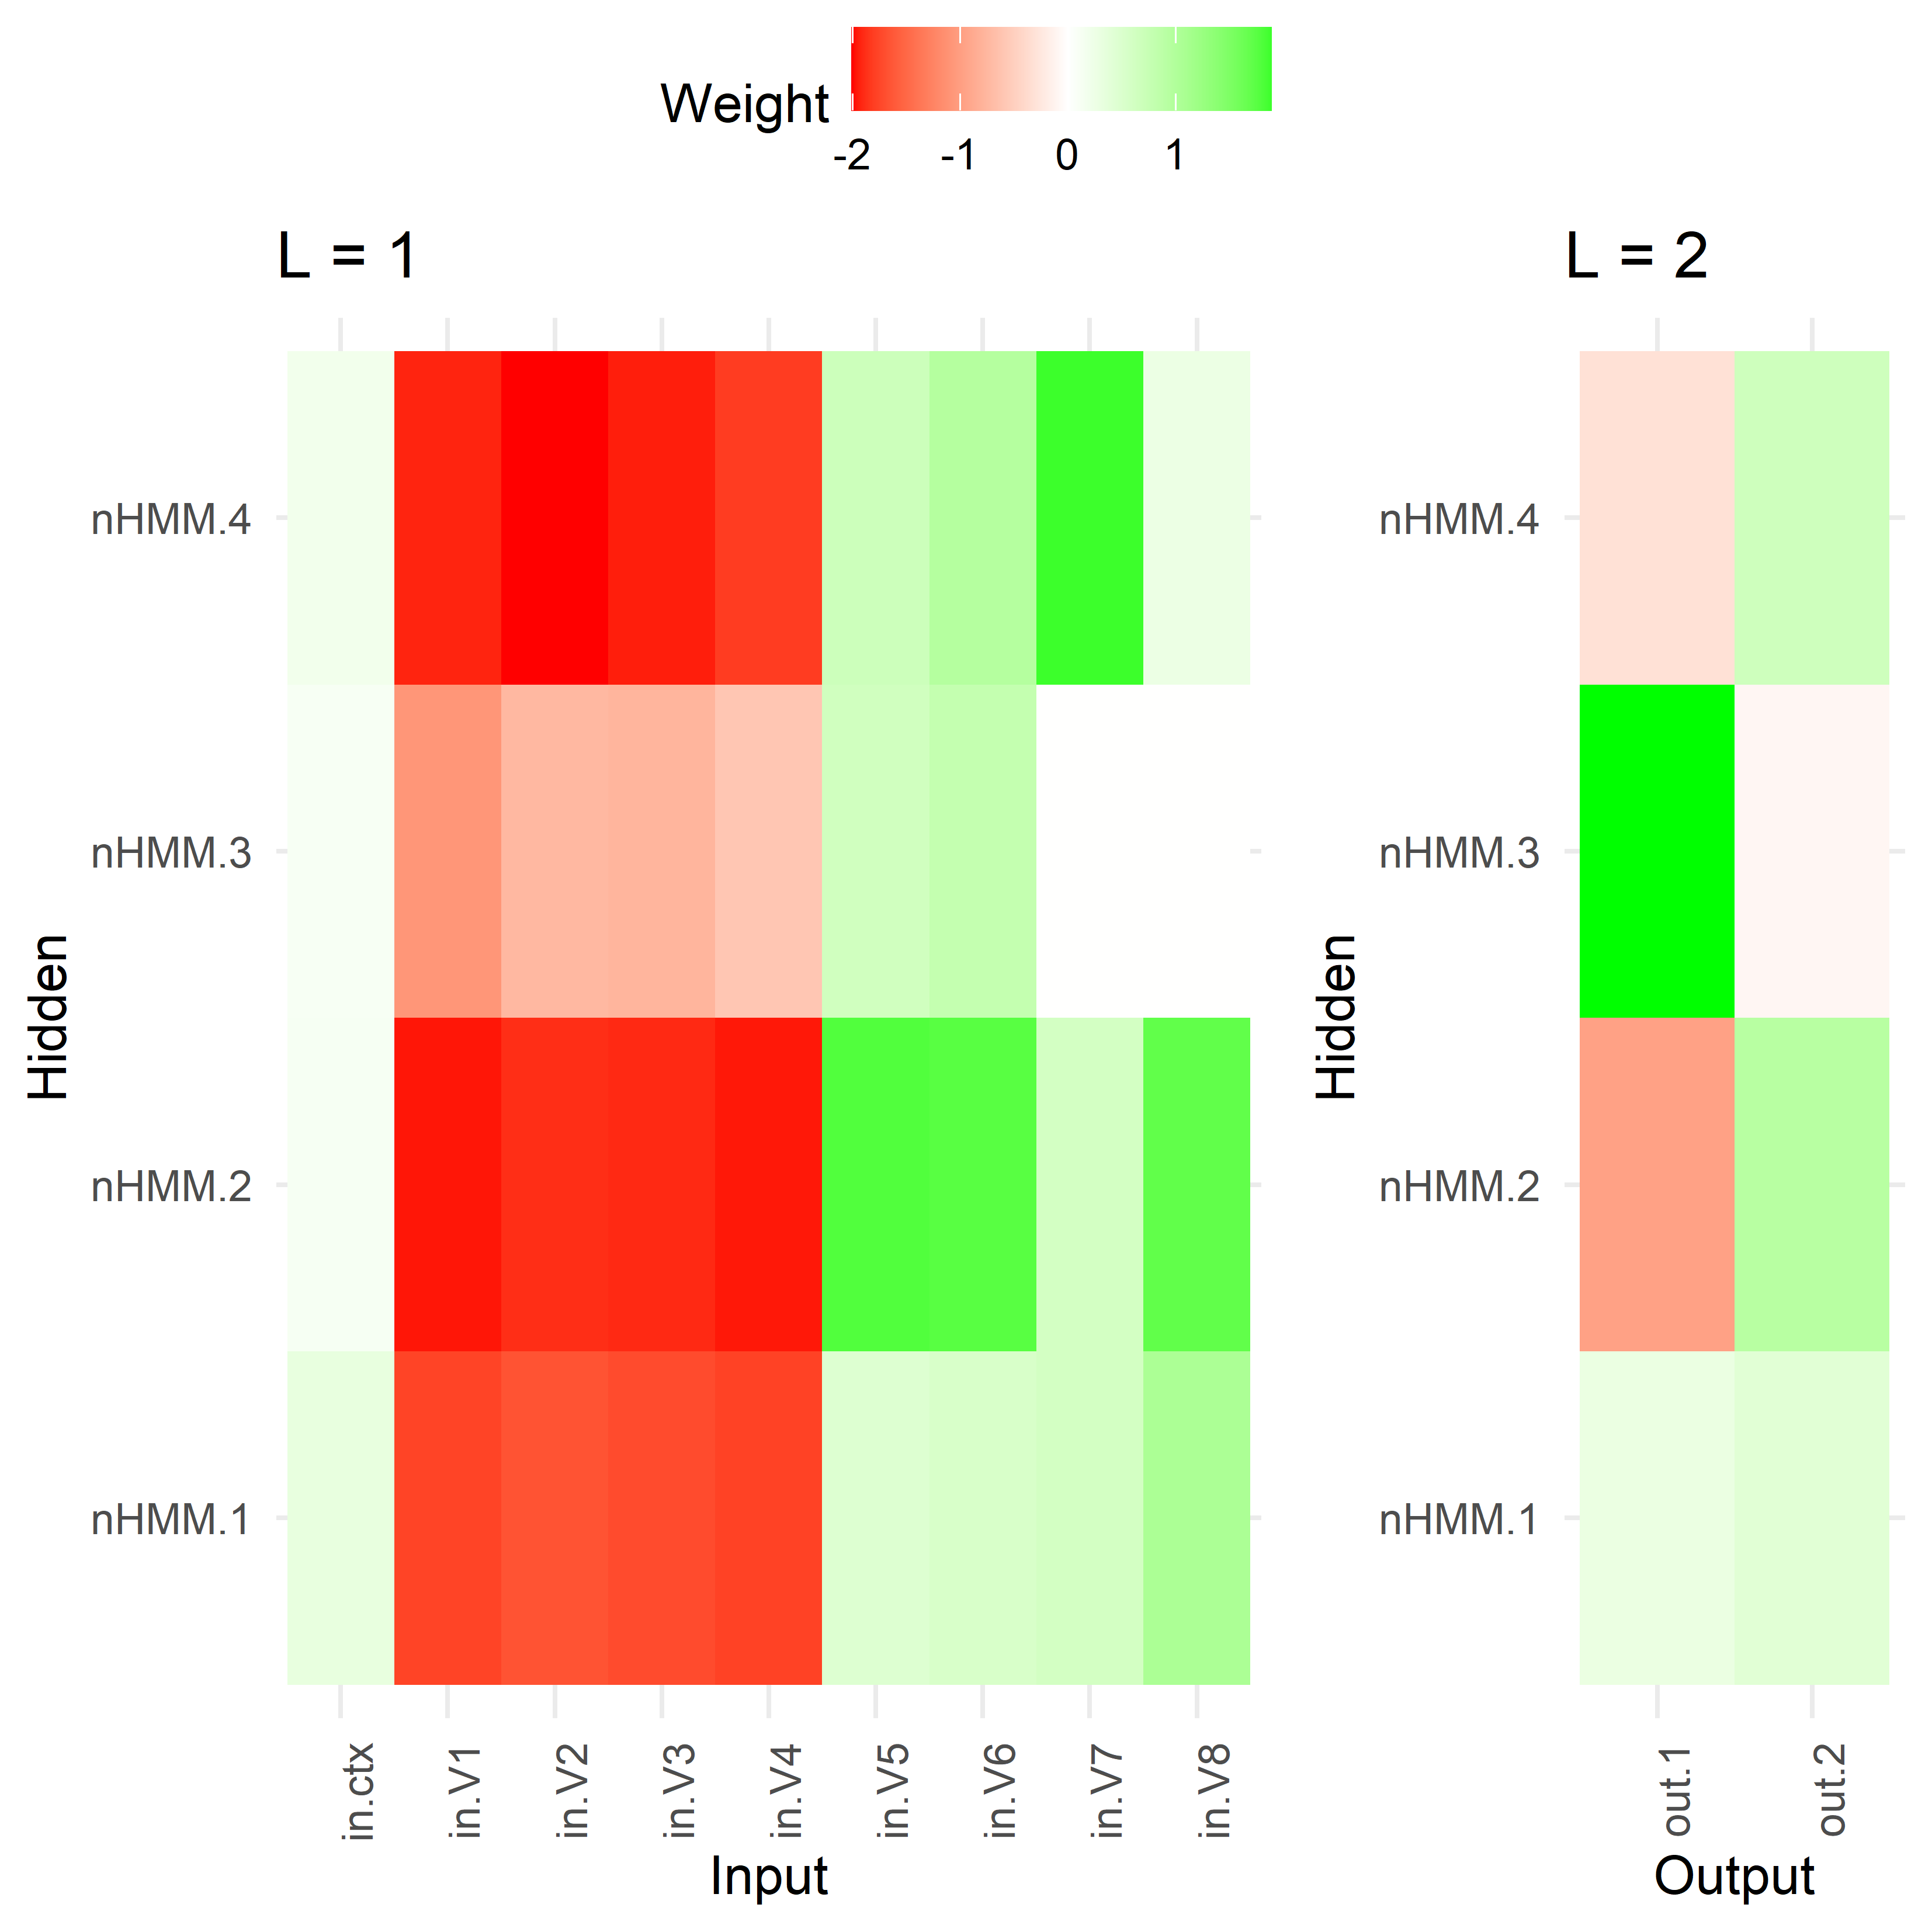 Weight
-2 -1 0 1
L = 1
nHMM.4
nHMM.3
nHMM.2
nHMM.1
Hidden
in.ctx
in.V1
in.V2
in.V3
in.V4
in.V5
in.V6
in.V7
in.V8
Input
L = 2
nHMM.4
nHMM.3
nHMM.2
nHMM.1
Hidden
out.1
out.2
Output